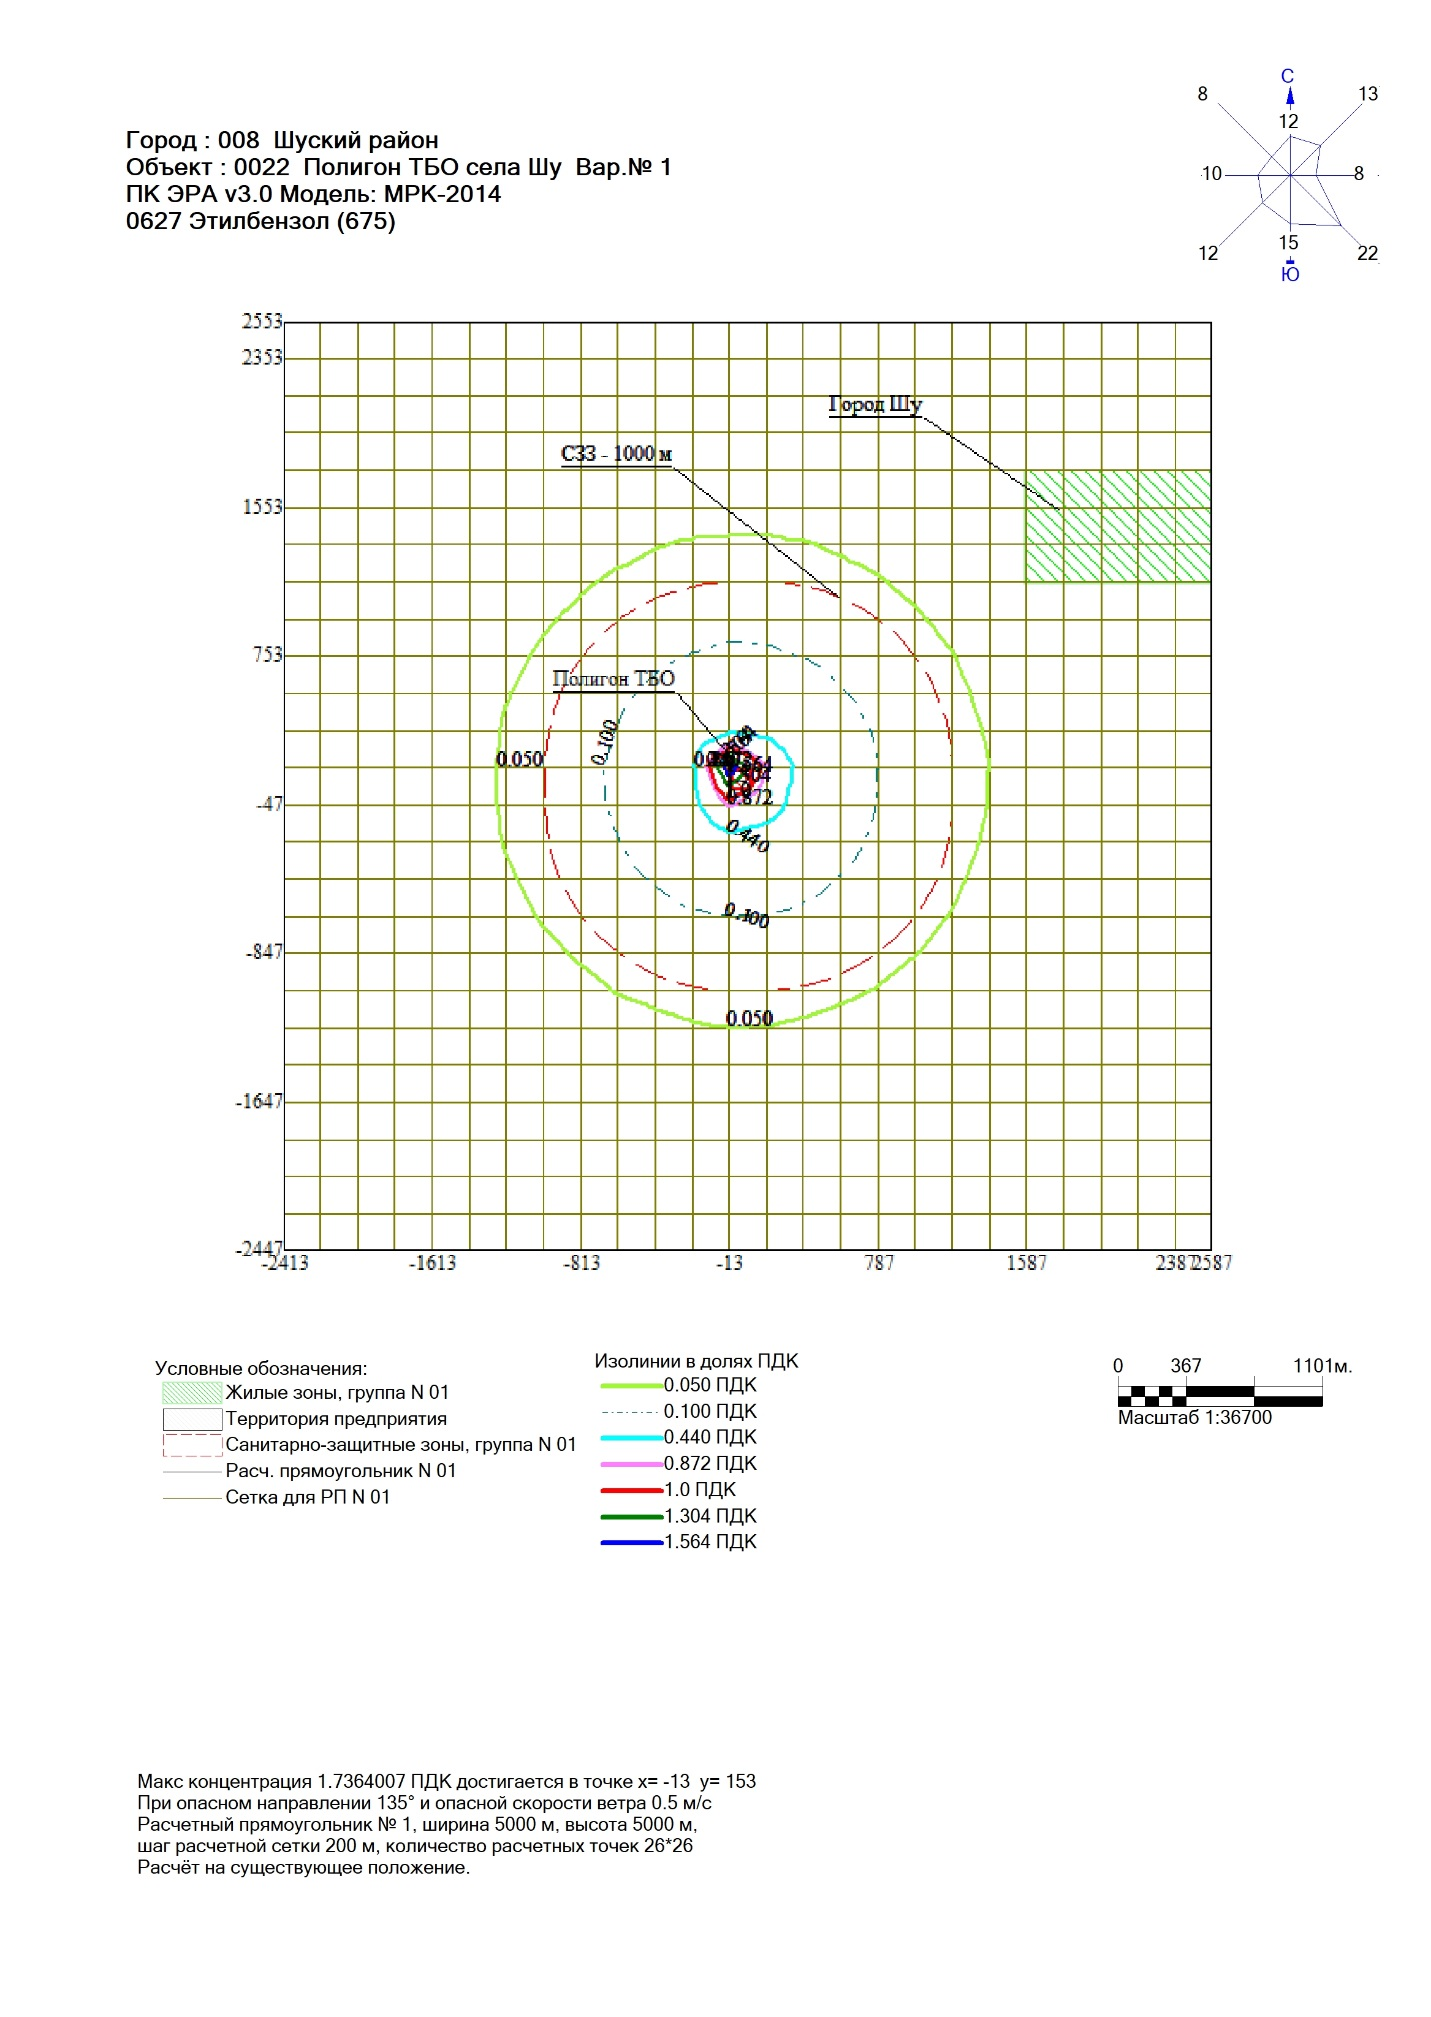 Город : 008 Шуский район
Объект : 0022 Полигон ТБО села Шу Вар.№ 1
ПК ЭРА v3.0 Модель: МРК-2014
0627 Этилбензол (675)
С
8
13
12
10
8
15
12
22
Ю
2553
2353
Город Шу
СЗЗ - 1000 м
1553
753
Полигон ТБО
0.100
0.050
0.872
-47
0.440
0.100
-847
0.050
-1647
-2447
-2413 -1613 -813 -13 787 1587 2387 2587
Условные обозначения:
Жилые зоны, группа N 01
Территория предприятия
Санитарно-защитные зоны, группа N 01
Расч. прямоугольник N 01
Сетка для РП N 01
Изолинии в долях ПДК
0.050 ПДК
0.100 ПДК
0.440 ПДК
0.872 ПДК
1.0 ПДК
1.304 ПДК
1.564 ПДК
0 367 1101м.
Масштаб 1:36700
Макс концентрация 1.7364007 ПДК достигается в точке x= -13 y= 153
При опасном направлении 135° и опасной скорости ветра 0.5 м/с
Расчетный прямоугольник № 1, ширина 5000 м, высота 5000 м,
шаг расчетной сетки 200 м, количество расчетных точек 26*26
Расчёт на существующее положение.